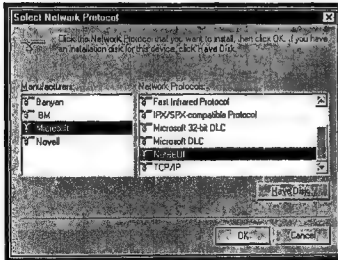 Select Network Protocol
Click the Network Protocol that you want to install, then click OK. If you have
an installation disk for this device, click Have Disk.
Manufacturers:
Banyan
IBM
Microsoft
Novell
Network Protocols:
Fast Infrared Protocol
IPX/SPX-compatible Protocol
Microsoft 32-bit DLC
Microsoft DLC
NetBEUI
TCP/IP
Have Disk...
OK
Cancel